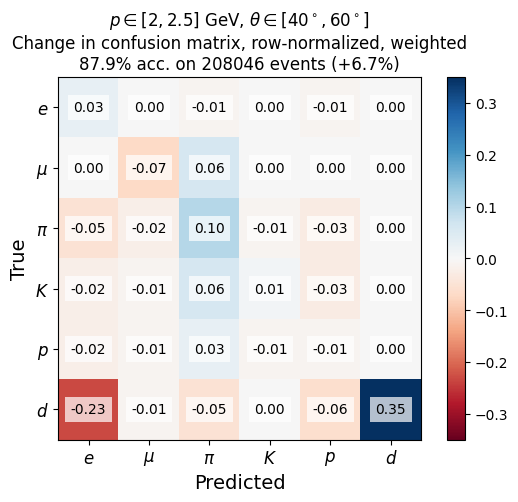 p ∈ [2, 2.5] GeV, θ ∈ [40°, 60°]
Change in confusion matrix, row-normalized, weighted
87.9% acc. on 208046 events (+6.7%)
e 0.03 0.00 -0.01 0.00 -0.01 0.00
μ 0.00 -0.07 0.06 0.00 0.00 0.00
π -0.05 -0.02 0.10 -0.01 -0.03 0.00
K -0.02 -0.01 0.06 0.01 -0.03 0.00
p -0.02 -0.01 0.03 -0.01 -0.01 0.00
d -0.23 -0.01 -0.05 0.00 -0.06 0.35
e μ π K p d
True
Predicted
0.3
0.2
0.1
0.0
−0.1
−0.2
−0.3